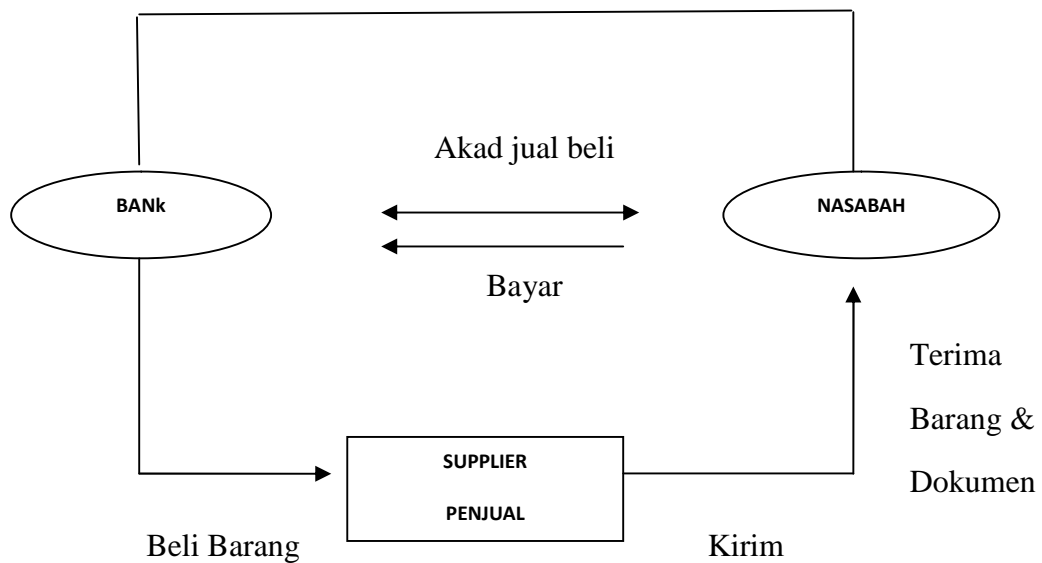 Akad jual beli
BANk
NASABAH
Bayar
Terima
Barang &
Dokumen
SUPPLIER
PENJUAL
Beli Barang
Kirim